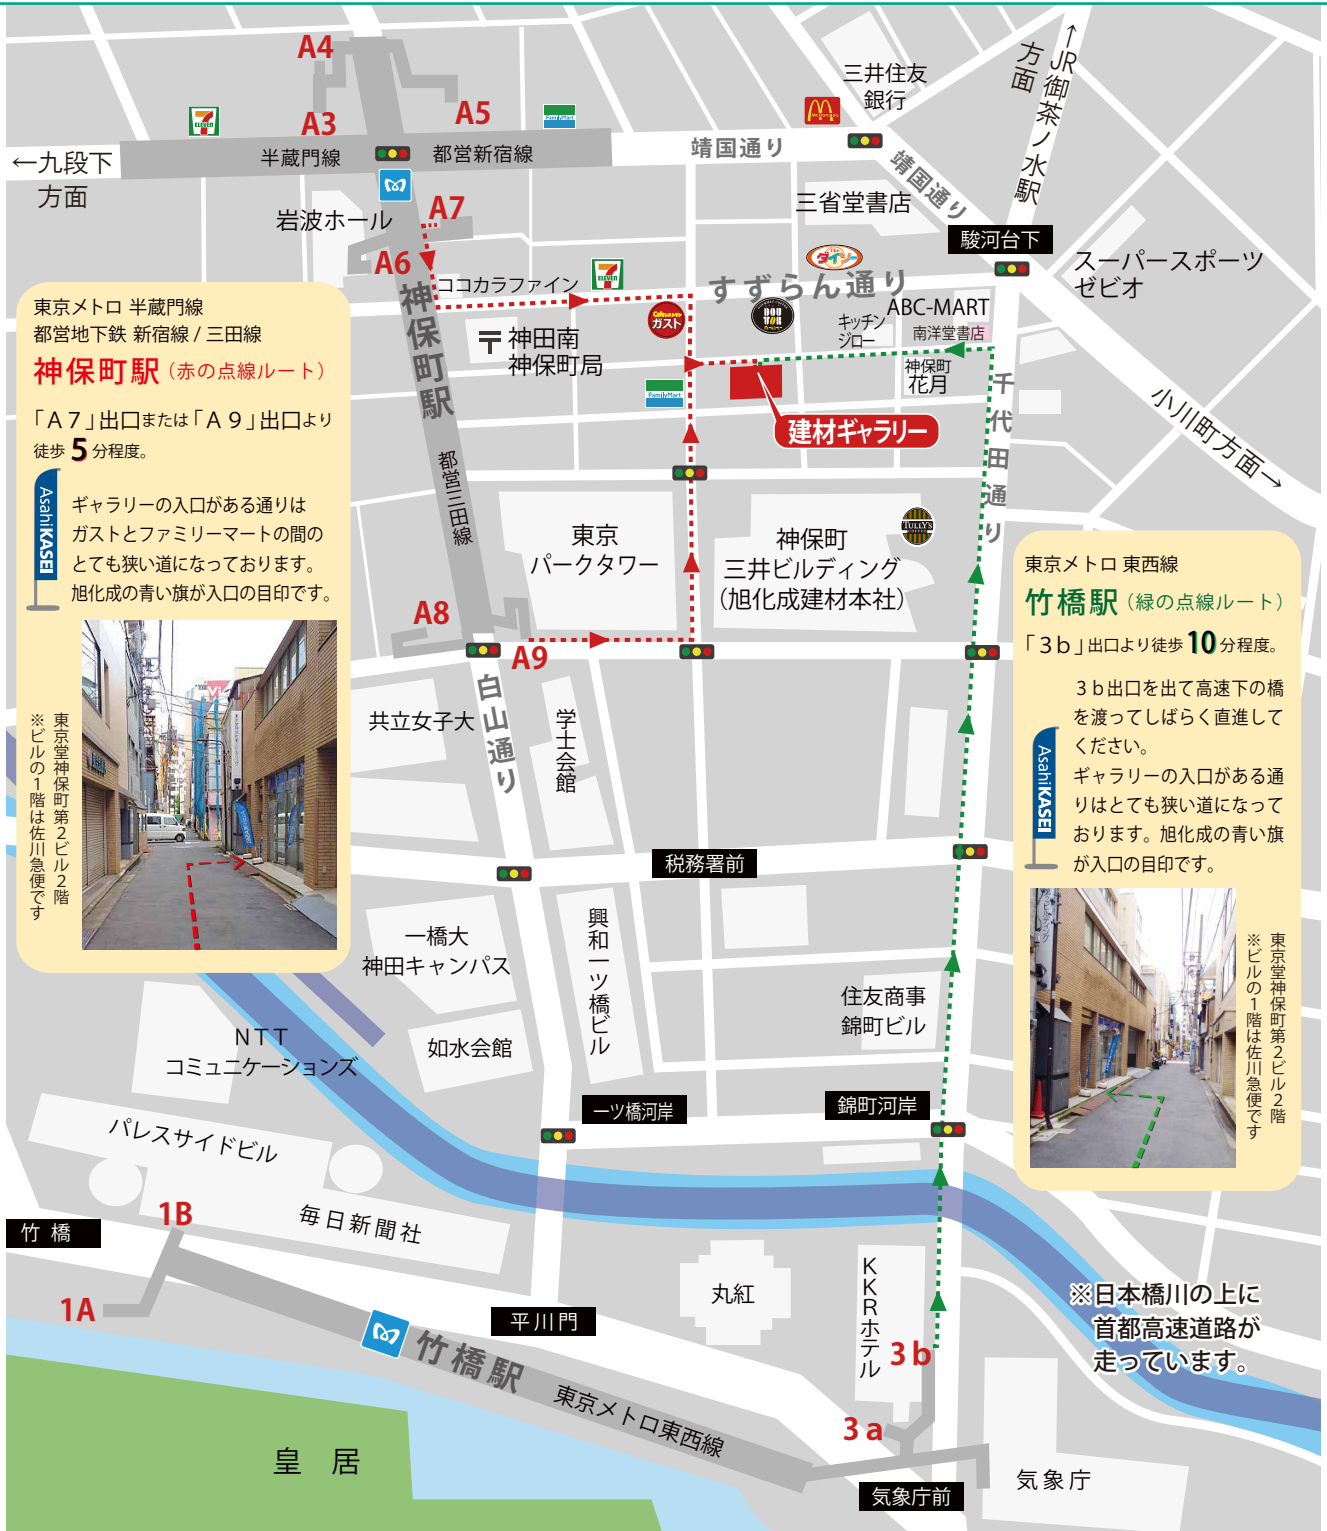 A4
A3
A5
7
ELEVEN
FamilyMart
半蔵門線
都営新宿線
←九段下
方面
三井住友
銀行
McDonald's
靖国通り
靖国通り
↑JR御茶ノ水駅
方面
岩波ホール
A7
A6
三省堂書店
駿河台下
スーパースポーツ
ゼビオ
ダイソー
すずらん通り
ココカラファイン
7
ELEVEN
ガスト
ABC-MART
キッチン
ジロー
南洋堂書店
神田南
神保町局
神保町駅
神保町
花月
FamilyMart
建材ギャラリー
千代田通り
小川町方面→
都営三田線
東京
パークタワー
神保町
三井ビルディング
(旭化成建材本社)
TULLY'S
A8
A9
白山通り
共立女子大
学士会館
税務署前
一橋大
神田キャンパス
興和一ツ橋ビル
如水会館
住友商事
錦町ビル
NTT
コミュニケーションズ
一ツ橋河岸
錦町河岸
パレスサイドビル
毎日新聞社
竹橋
1B
1A
平川門
丸紅
KKRホテル
3b
3a
竹橋駅
東京メトロ東西線
皇居
気象庁前
気象庁
※日本橋川の上に
首都高速道路が
走っています。
東京メトロ 半蔵門線
都営地下鉄 新宿線 / 三田線
神保町駅(赤の点線ルート)
「A7」出口または「A9」出口より
徒歩 5 分程度。
AsahiKASEI
ギャラリーの入口がある通りは
ガストとファミリーマートの間の
とても狭い道になっております。
旭化成の青い旗が入口の目印です。
東京堂神保町第2ビル2階
※ビルの1階は佐川急便です
東京メトロ 東西線
竹橋駅(緑の点線ルート)
「3b」出口より徒歩10分程度。
3b出口を出て高速下の橋
を渡ってしばらく直進して
ください。
AsahiKASEI
ギャラリーの入口がある通
りはとても狭い道になって
おります。旭化成の青い旗
が入口の目印です。
東京堂神保町第2ビル2階
※ビルの1階は佐川急便です